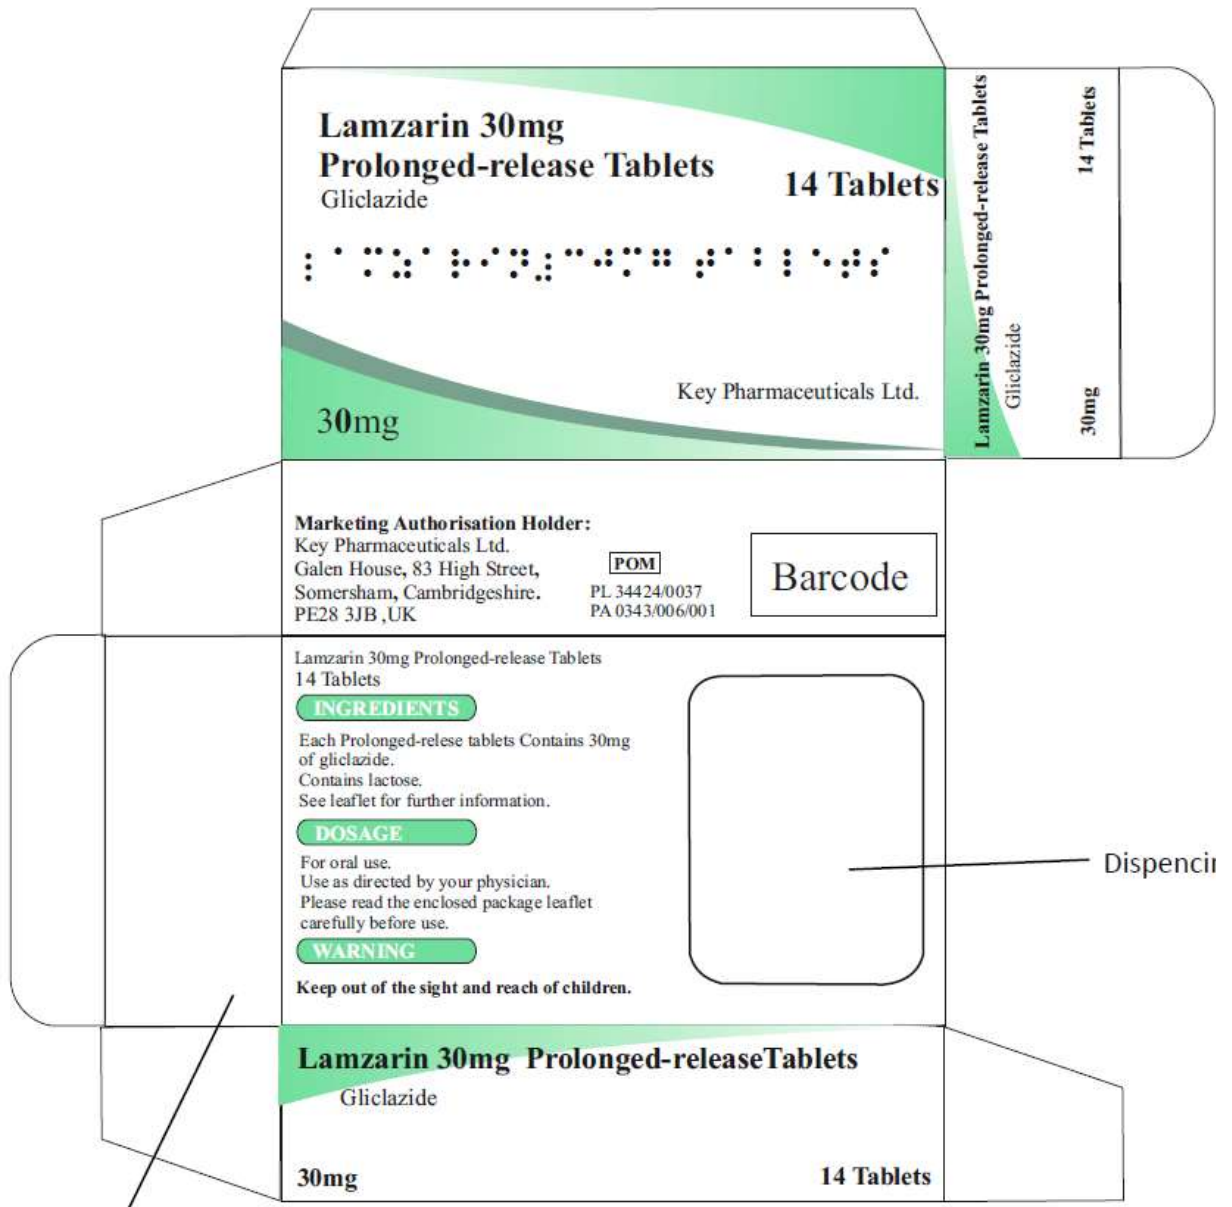 Lamzarin 30mg
Prolonged-release Tablets
Gliclazide
14 Tablets
⠇⠁⠍⠵⠁⠗⠊⠝⠼⠉⠚⠍⠛ ⠞⠁⠃⠇⠑⠞⠎
Key Pharmaceuticals Ltd.
30mg
Lamzarin 30mg Prolonged-release Tablets
Gliclazide
30mg
14 Tablets
Marketing Authorisation Holder:
Key Pharmaceuticals Ltd.
Galen House, 83 High Street,
Somersham, Cambridgeshire.
PE28 3JB ,UK
POM
PL 34424/0037
PA 0343/006/001
Barcode
Lamzarin 30mg Prolonged-release Tablets
14 Tablets
INGREDIENTS
Each Prolonged-relese tablets Contains 30mg
of gliclazide.
Contains lactose.
See leaflet for further information.
DOSAGE
For oral use.
Use as directed by your physician.
Please read the enclosed package leaflet
carefully before use.
WARNING
Keep out of the sight and reach of children.
Lamzarin 30mg Prolonged-releaseTablets
Gliclazide
30mg
14 Tablets